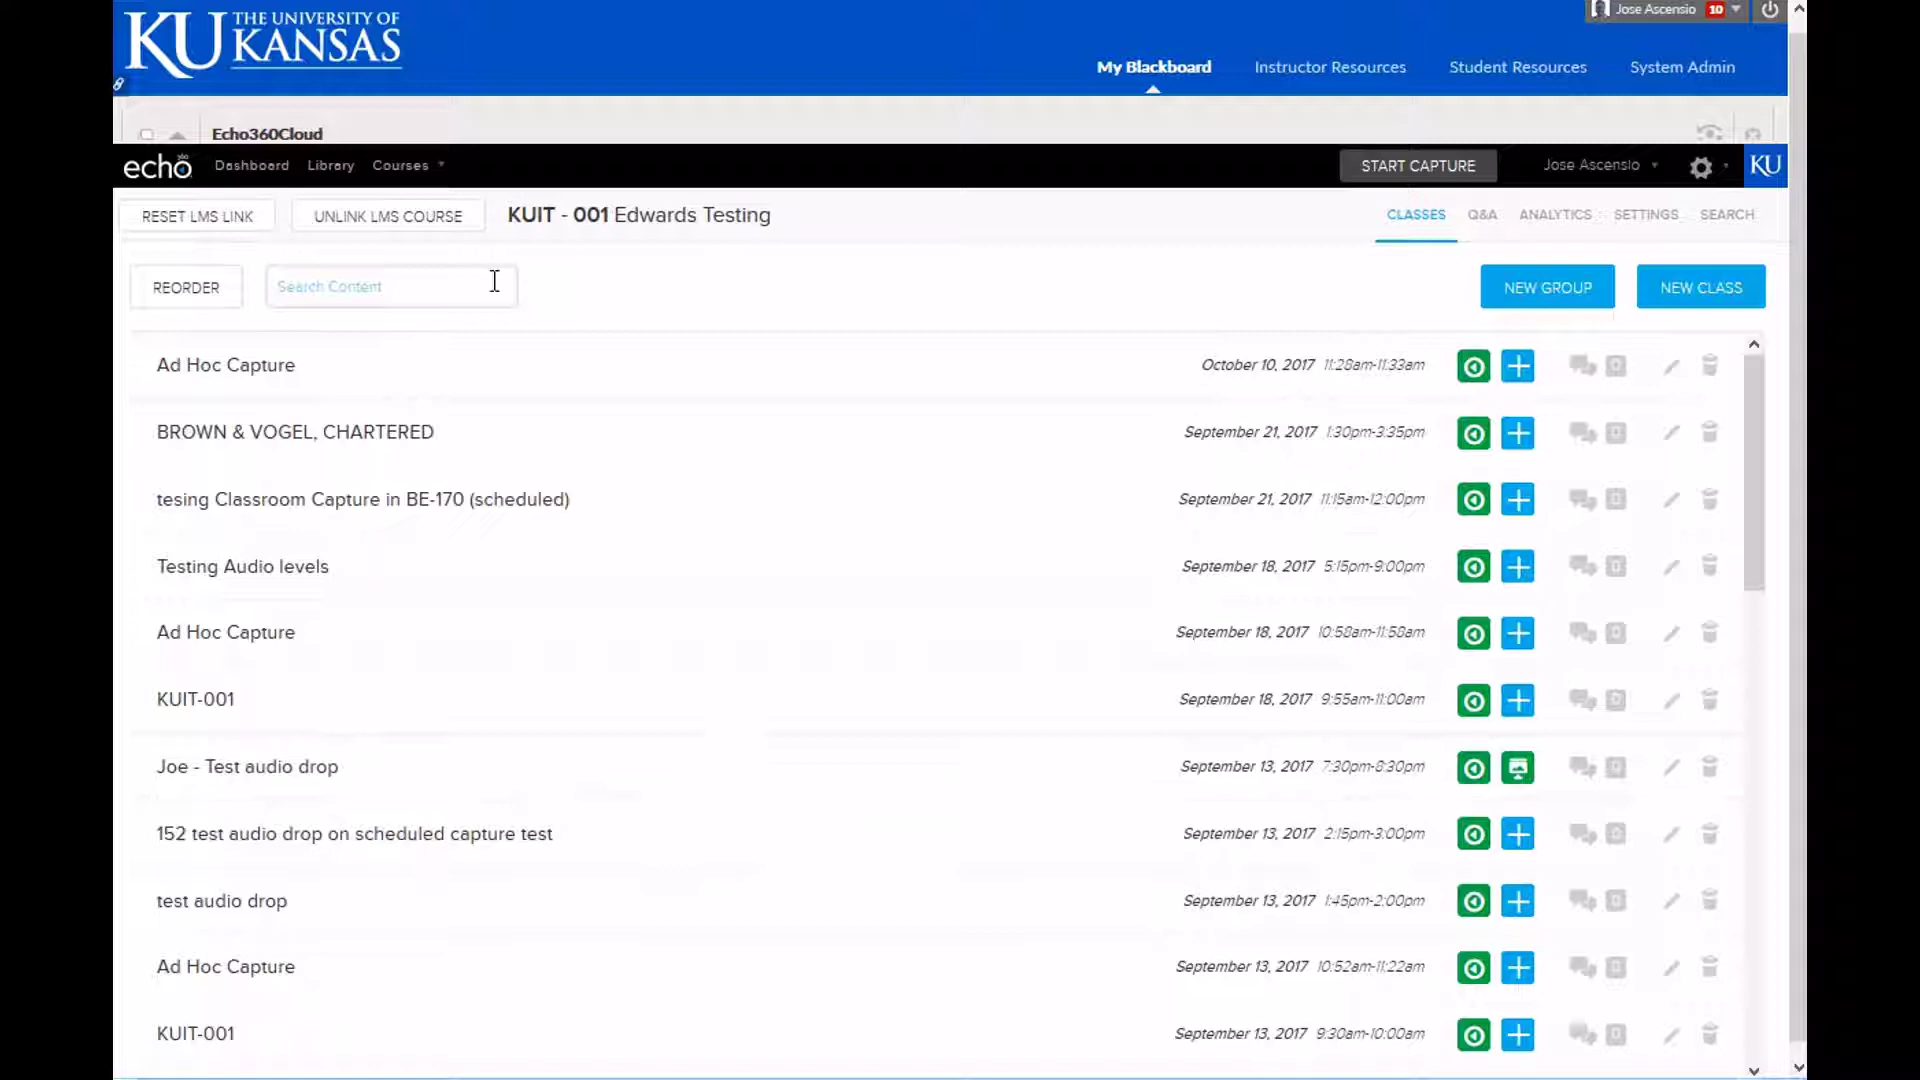 THE UNIVERSITY OF
KU KANSAS
Jose Ascensio 10
My Blackboard Instructor Resources Student Resources System Admin
Echo360Cloud
echo360 Dashboard Library Courses START CAPTURE Jose Ascensio KU
RESET LMS LINK UNLINK LMS COURSE KUIT - 001 Edwards Testing CLASSES Q&A ANALYTICS SETTINGS SEARCH
REORDER Search Content NEW GROUP NEW CLASS
Ad Hoc Capture October 10, 2017 11:28am-11:33am
BROWN & VOGEL, CHARTERED September 21, 2017 1:30pm-3:35pm
tesing Classroom Capture in BE-170 (scheduled) September 21, 2017 11:15am-12:00pm
Testing Audio levels September 18, 2017 5:15pm-9:00pm
Ad Hoc Capture September 18, 2017 10:58am-11:58am
KUIT-001 September 18, 2017 9:55am-11:00am
Joe - Test audio drop September 13, 2017 7:30pm-8:30pm
152 test audio drop on scheduled capture test September 13, 2017 2:15pm-3:00pm
test audio drop September 13, 2017 1:45pm-2:00pm
Ad Hoc Capture September 13, 2017 10:52am-11:22am
KUIT-001 September 13, 2017 9:30am-10:00am